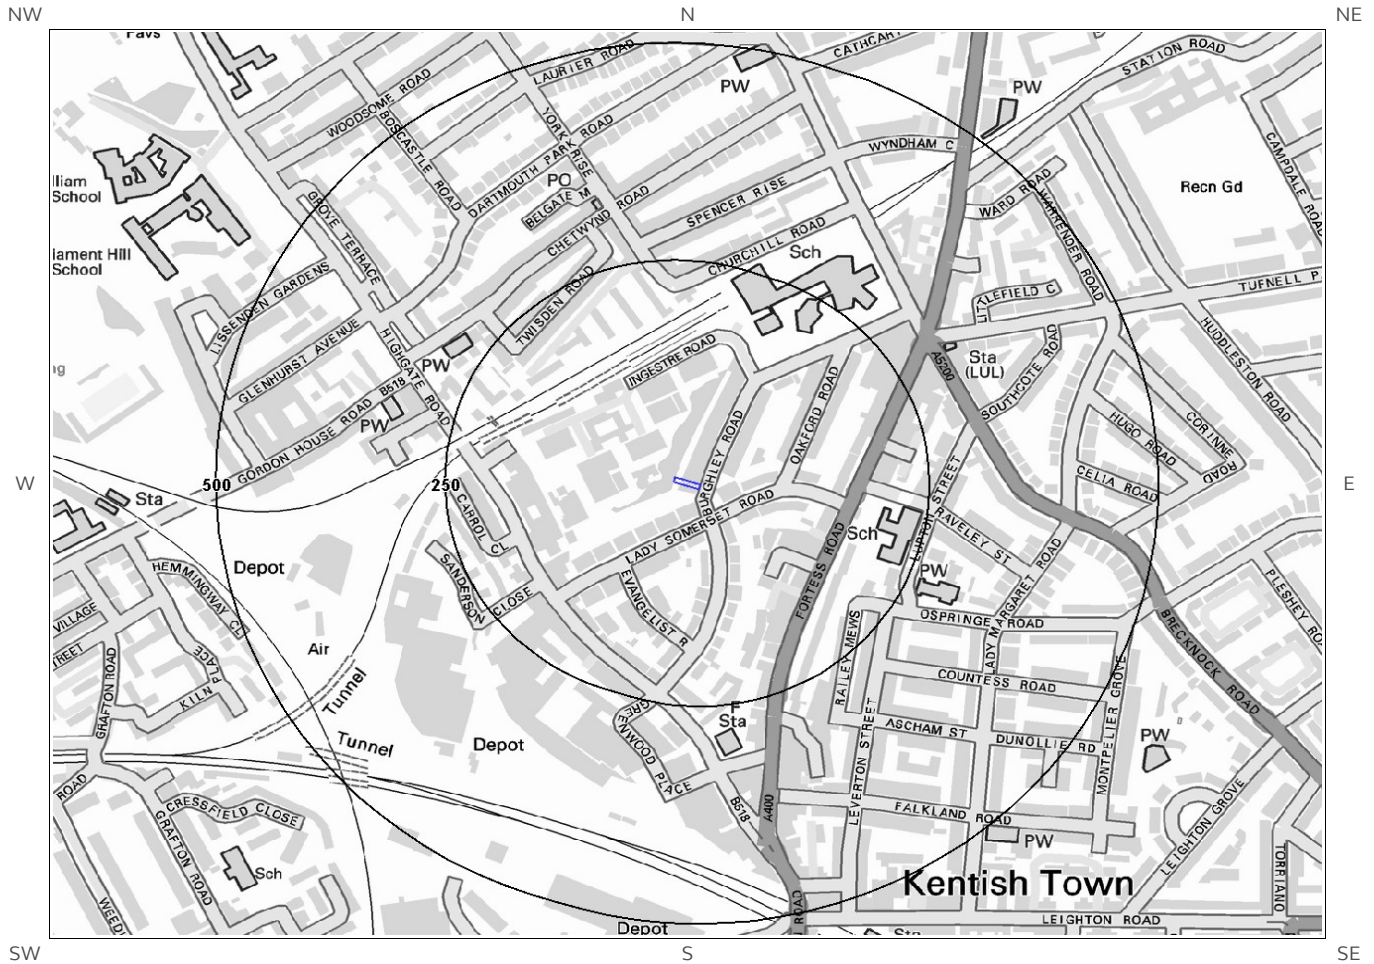 NW
N
NE
Pavs
CATHCART
STATION ROAD
LAURIER ROAD
PW
PW
WOODSOME ROAD
BOSCASTLE ROAD
YORK RISE
DARTMOUTH PARK ROAD
WYNDHAM C
CAMPDALE ROAD
lliam
School
PO
BELGATE M
SPENCER RISE
WARD ROAD
WARRENDER ROAD
Recn Gd
GROVE TERRACE
CHETWYND ROAD
CHURCHILL ROAD
Sch
iament Hill
School
LISSENDEN GARDENS
TWISDEN ROAD
LITTLEFIELD C
TUFNELL P
GLENHURST AVENUE
HIGHGATE ROAD
PW
INGESTRE ROAD
A5200
Sta
(LUL)
SOUTHCOTE ROAD
HUDDLESTON ROAD
ng
B518
GORDON HOUSE ROAD
PW
BURGHLEY ROAD
OAKFORD ROAD
HUGO ROAD
CORINNE ROAD
CELIA ROAD
W
500
250
E
Sta
CARROL CL
LADY SOMERSET ROAD
Sch
LUPTON STREET
RAVELEY ST
Depot
HEMMINGWAY CL
SANDERSON CLOSE
EVANGELIST R
FORTESS ROAD
PW
PLESHEY RO
VILLAGE
TREET
OSPRINGE ROAD
LADY MARGARET ROAD
BRECKNOCK ROAD
Air
GRAFTON ROAD
KILN PLACE
Tunnel
RAILEY MEWS
COUNTESS ROAD
MONTPELIER GROVE
GREENWOOD PLACE
F
Sta
Tunnel
Depot
ASCHAM ST
DUNOLLIE RD
PW
ROAD
CRESSFIELD CLOSE
GRAFTON ROAD
B518
A400
LEVERTON STREET
FALKLAND ROAD
PW
LEIGHTON GROVE
Sch
Kentish Town
TORRIANO
WEEDI
Depot
ROAD
LEIGHTON ROAD
Sta
SW
S
SE